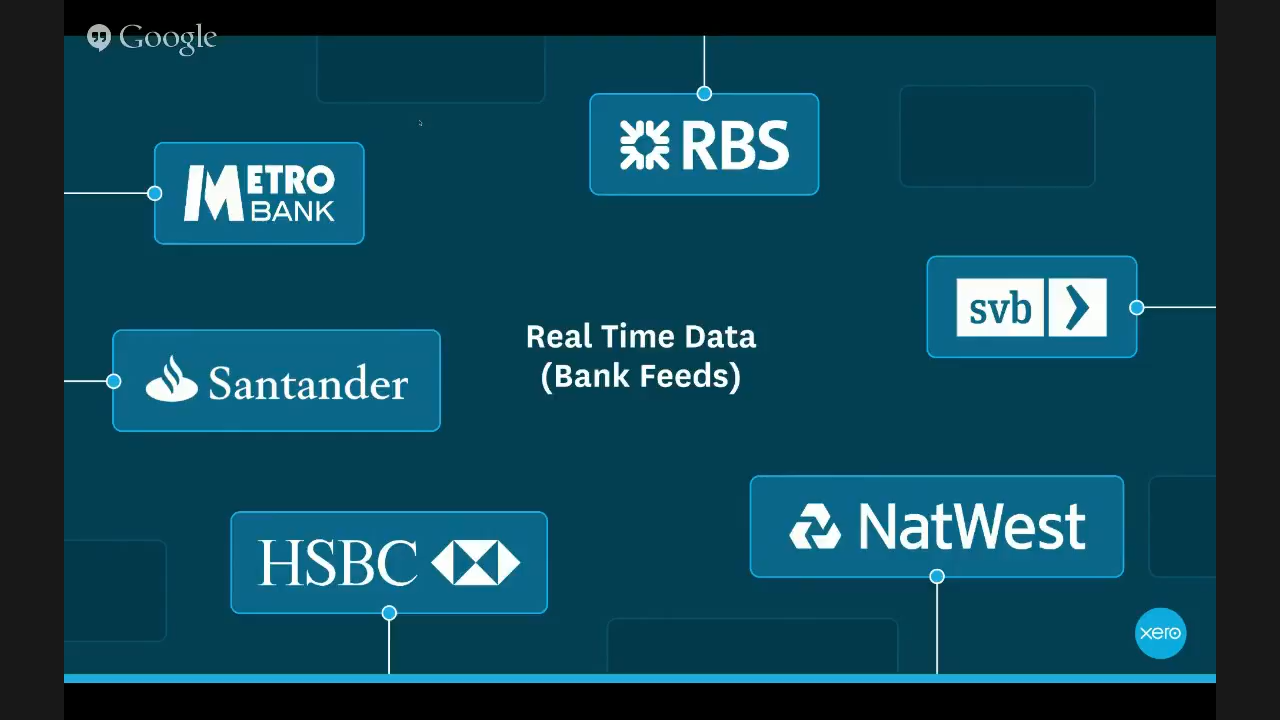 Google
RBS
METRO
BANK
svb
Real Time Data
(Bank Feeds)
Santander
NatWest
HSBC
xero